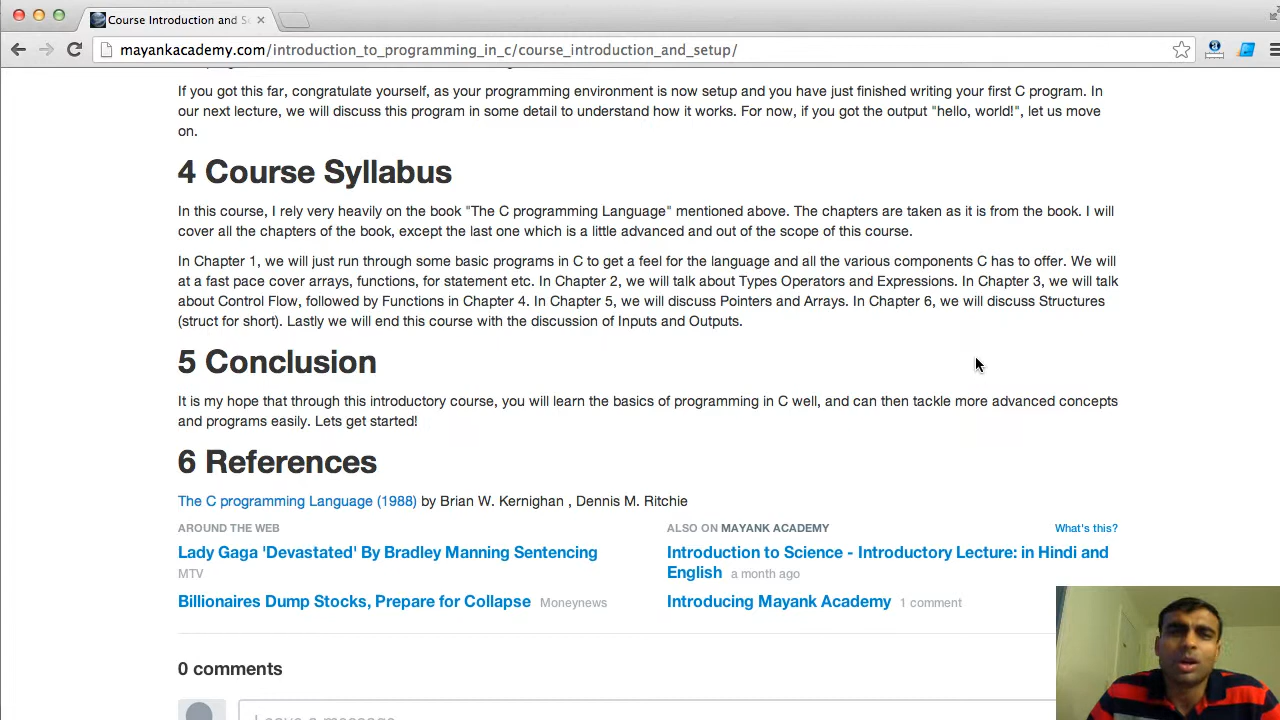 Course Introduction and S
mayankacademy.com/introduction_to_programming_in_c/course_introduction_and_setup/
If you got this far, congratulate yourself, as your programming environment is now setup and you have just finished writing your first C program. In
our next lecture, we will discuss this program in some detail to understand how it works. For now, if you got the output "hello, world!", let us move
on.
4 Course Syllabus
In this course, I rely very heavily on the book "The C programming Language" mentioned above. The chapters are taken as it is from the book. I will
cover all the chapters of the book, except the last one which is a little advanced and out of the scope of this course.
In Chapter 1, we will just run through some basic programs in C to get a feel for the language and all the various components C has to offer. We will
at a fast pace cover arrays, functions, for statement etc. In Chapter 2, we will talk about Types Operators and Expressions. In Chapter 3, we will talk
about Control Flow, followed by Functions in Chapter 4. In Chapter 5, we will discuss Pointers and Arrays. In Chapter 6, we will discuss Structures
(struct for short). Lastly we will end this course with the discussion of Inputs and Outputs.
5 Conclusion
It is my hope that through this introductory course, you will learn the basics of programming in C well, and can then tackle more advanced concepts
and programs easily. Lets get started!
6 References
The C programming Language (1988) by Brian W. Kernighan , Dennis M. Ritchie
AROUND THE WEB
Lady Gaga 'Devastated' By Bradley Manning Sentencing
MTV
Billionaires Dump Stocks, Prepare for Collapse Moneynews
ALSO ON MAYANK ACADEMY What's this?
Introduction to Science - Introductory Lecture: in Hindi and
English a month ago
Introducing Mayank Academy 1 comment
0 comments
Leave a message